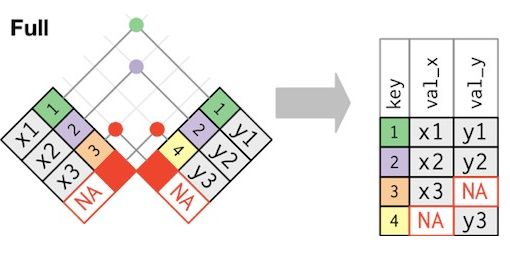 Full
1 x1
2 x2
3 x3
NA
1 y1
2 y2
4 y3
NA
key val_x val_y
1 x1 y1
2 x2 y2
3 x3 NA
4 NA y3